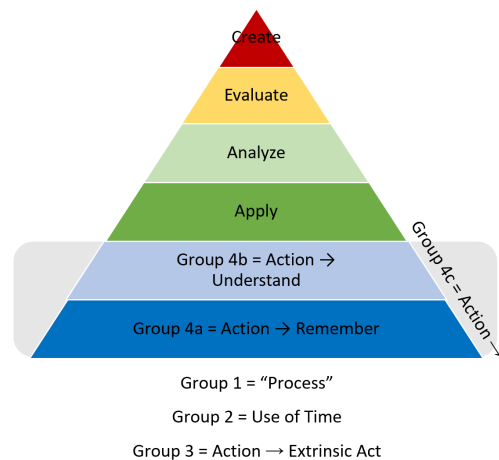 Create
Evaluate
Analyze
Apply
Group 4b = Action →
Understand
Group 4c = Action →
Group 4a = Action → Remember
Group 1 = “Process”
Group 2 = Use of Time
Group 3 = Action → Extrinsic Act